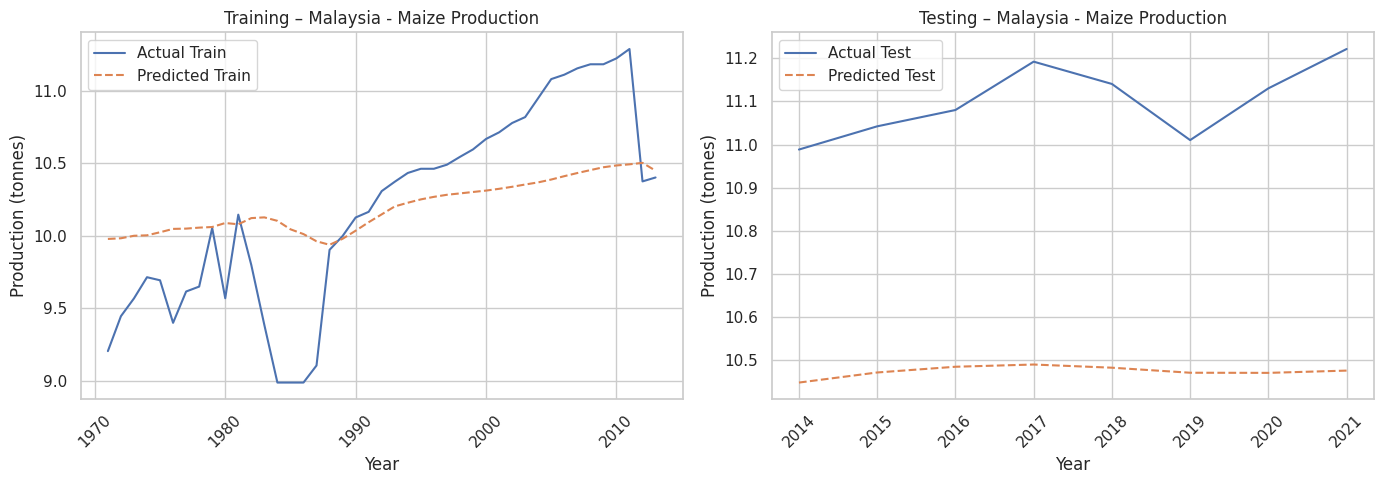 Training – Malaysia - Maize Production
Actual Train
Predicted Train
Production (tonnes)
11.0
10.5
10.0
9.5
9.0
1970
1980
1990
2000
2010
Year
Testing – Malaysia - Maize Production
Actual Test
Predicted Test
Production (tonnes)
11.2
11.1
11.0
10.9
10.8
10.7
10.6
10.5
2014
2015
2016
2017
2018
2019
2020
2021
Year